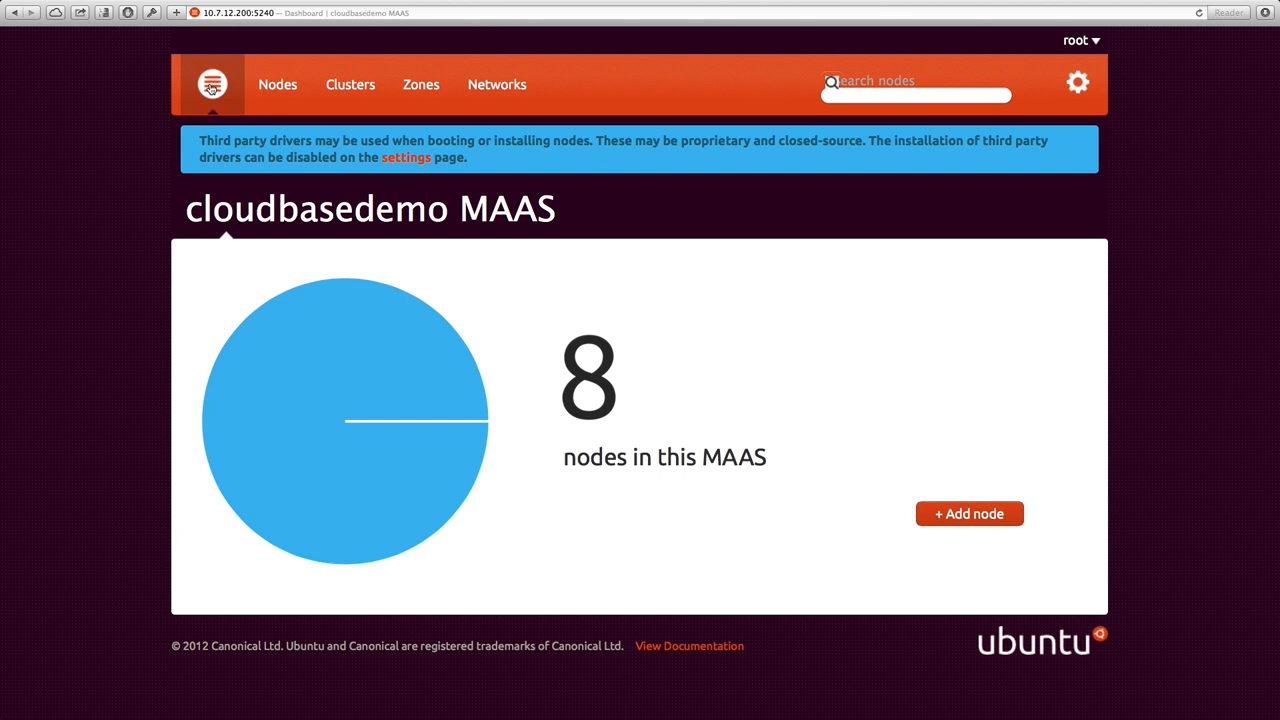 10.7.12.200:5240 — Dashboard | cloudbasedemo MAAS
Reader
root
Nodes Clusters Zones Networks
earch nodes
Third party drivers may be used when booting or installing nodes. These may be proprietary and closed-source. The installation of third party
drivers can be disabled on the settings page.
cloudbasedemo MAAS
8
nodes in this MAAS
+ Add node
© 2012 Canonical Ltd. Ubuntu and Canonical are registered trademarks of Canonical Ltd. View Documentation
ubuntu